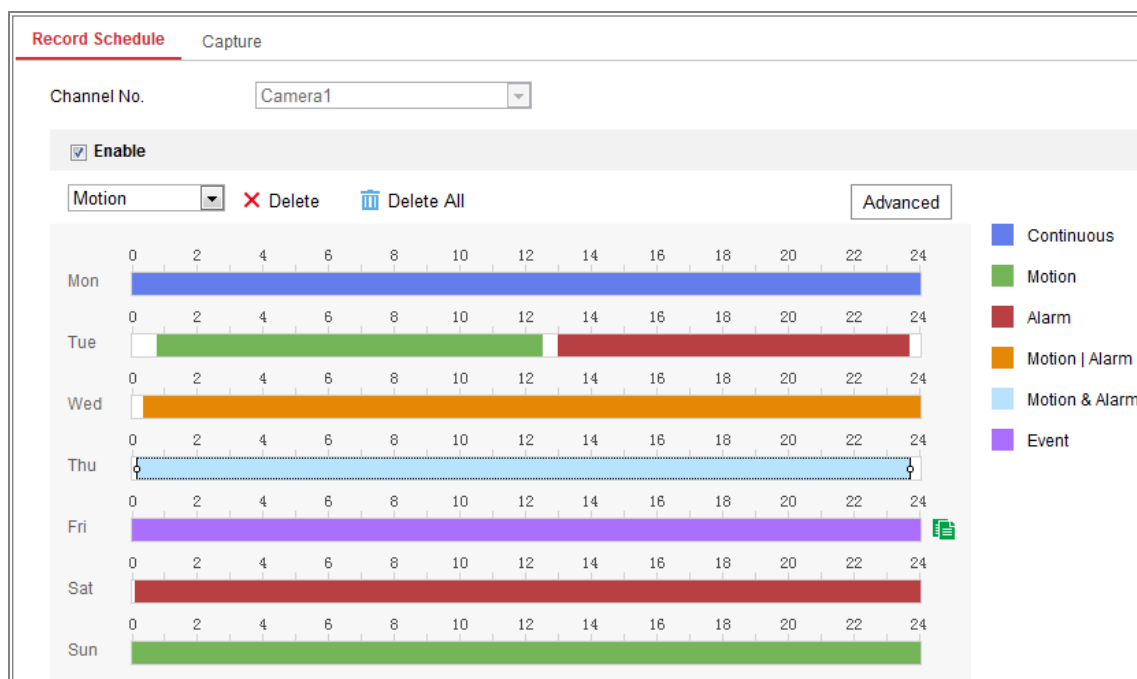 Record Schedule Capture
Channel No. Camera1
Enable
Motion Delete Delete All Advanced
0 2 4 6 8 10 12 14 16 18 20 22 24
Mon
0 2 4 6 8 10 12 14 16 18 20 22 24
Tue
0 2 4 6 8 10 12 14 16 18 20 22 24
Wed
0 2 4 6 8 10 12 14 16 18 20 22 24
Thu
0 2 4 6 8 10 12 14 16 18 20 22 24
Fri
0 2 4 6 8 10 12 14 16 18 20 22 24
Sat
0 2 4 6 8 10 12 14 16 18 20 22 24
Sun
Continuous
Motion
Alarm
Motion | Alarm
Motion & Alarm
Event